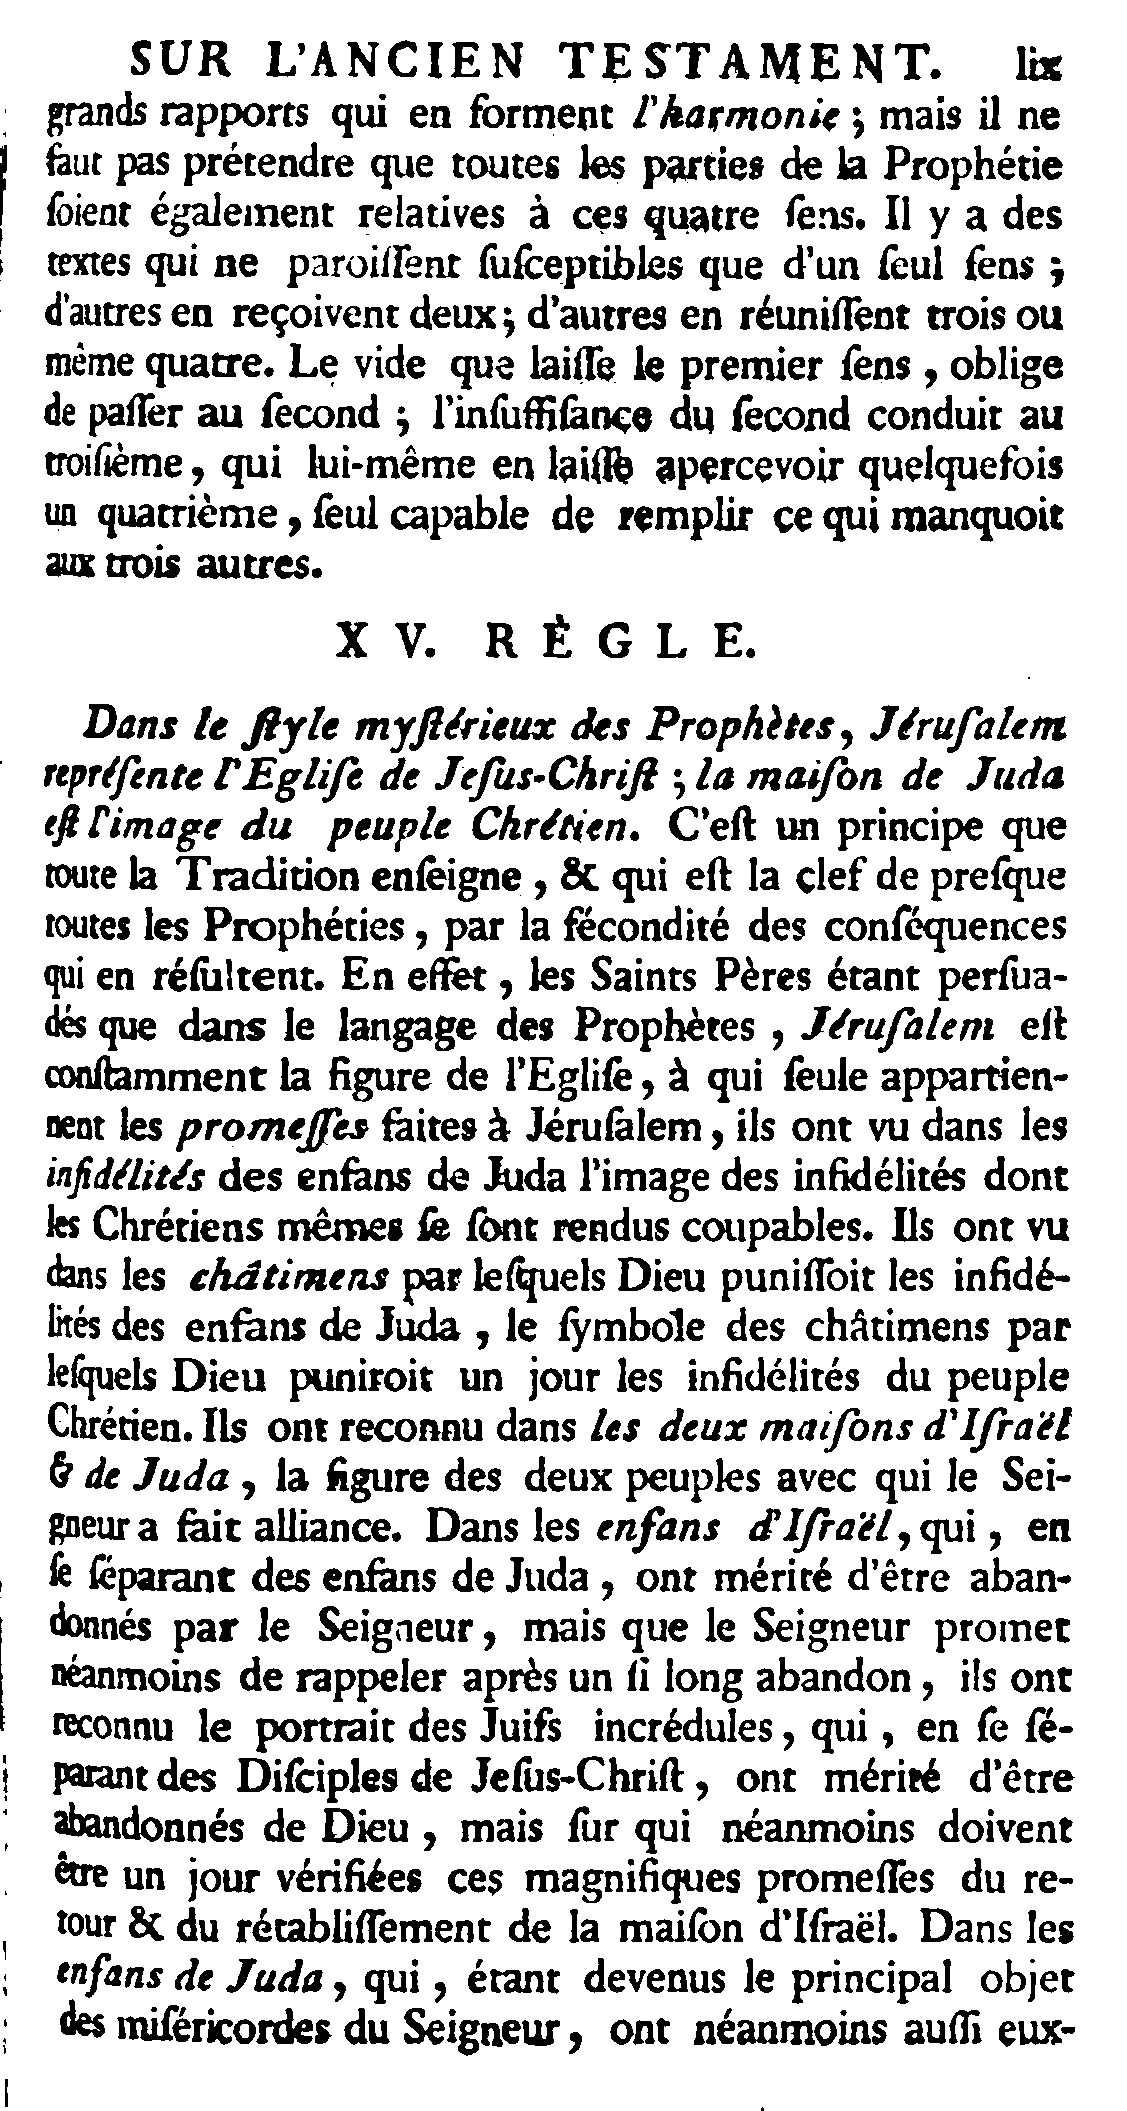 SUR L'ANCIEN TESTAMENT. lix
grands rapports qui en forment l'harmonie ; mais il ne
faut pas prétendre que toutes les parties de la Prophétie
ſoient également relatives à ces quatre ſens. Il y a des
textes qui ne paroiſſent ſuſceptibles que d'un ſeul ſens ;
d'autres en reçoivent deux ; d'autres en réuniſſent trois ou
même quatre. Le vide que laiſſe le premier ſens , oblige
de paſſer au ſecond ; l'inſuffiſance du ſecond conduit au
troiſième , qui lui-même en laiſſe apercevoir quelquefois
un quatrième , ſeul capable de remplir ce qui manquoit
aux trois autres.
X V. R È G L E.
Dans le ſtyle myſtérieux des Prophètes , Jéruſalem
repréſente l'Egliſe de Jeſus-Chriſt ; la maiſon de Juda
eſt l'image du peuple Chrétien. C'eſt un principe que
toute la Tradition enſeigne , & qui eſt la clef de preſque
toutes les Prophéties , par la fécondité des conſéquences
qui en réſultent. En effet , les Saints Pères étant perſua-
dés que dans le langage des Prophètes , Jéruſalem eſt
conſtamment la figure de l'Egliſe , à qui ſeule appartien-
nent les promeſſes faites à Jéruſalem , ils ont vu dans les
infidélités des enfans de Juda l'image des infidélités dont
les Chrétiens mêmes ſe ſont rendus coupables. Ils ont vu
dans les châtimens par leſquels Dieu puniſſoit les infidé-
lités des enfans de Juda , le ſymbole des châtimens par
leſquels Dieu puniroit un jour les infidélités du peuple
Chrétien. Ils ont reconnu dans les deux maiſons d'Iſraël
& de Juda , la figure des deux peuples avec qui le Sei-
gneur a fait alliance. Dans les enfans d'Iſraël , qui , en
ſe ſéparant des enfans de Juda , ont mérité d'être aban-
donnés par le Seigneur , mais que le Seigneur promet
néanmoins de rappeler après un ſi long abandon , ils ont
reconnu le portrait des Juifs incrédules , qui , en ſe ſé-
parant des Diſciples de Jeſus-Chriſt , ont mérité d'être
abandonnés de Dieu , mais ſur qui néanmoins doivent
être un jour vérifiées ces magnifiques promeſſes du re-
tour & du rétabliſſement de la maiſon d'Iſraël. Dans les
enfans de Juda , qui , étant devenus le principal objet
des miſéricordes du Seigneur , ont néanmoins auſſi eux-